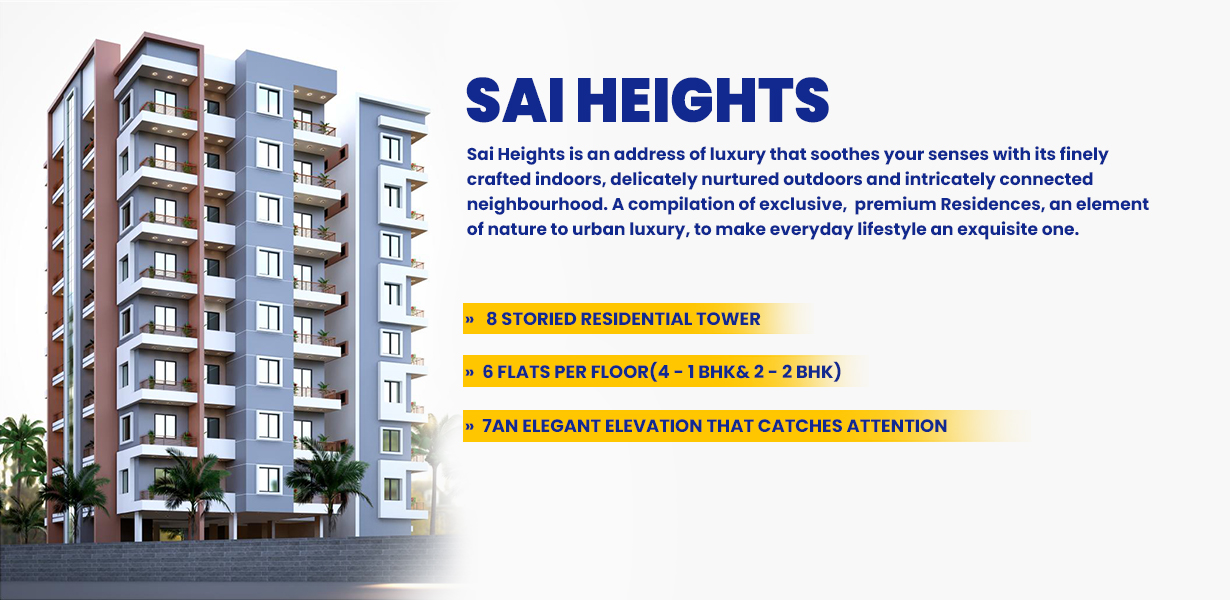 SAI HEIGHTS
Sai Heights is an address of luxury that soothes your senses with its finely
crafted indoors, delicately nurtured outdoors and intricately connected
neighbourhood. A compilation of exclusive,  premium Residences, an element
of nature to urban luxury, to make everyday lifestyle an exquisite one.
»  8 STORIED RESIDENTIAL TOWER
»  6 FLATS PER FLOOR(4 - 1 BHK& 2 - 2 BHK)
»  7AN ELEGANT ELEVATION THAT CATCHES ATTENTION